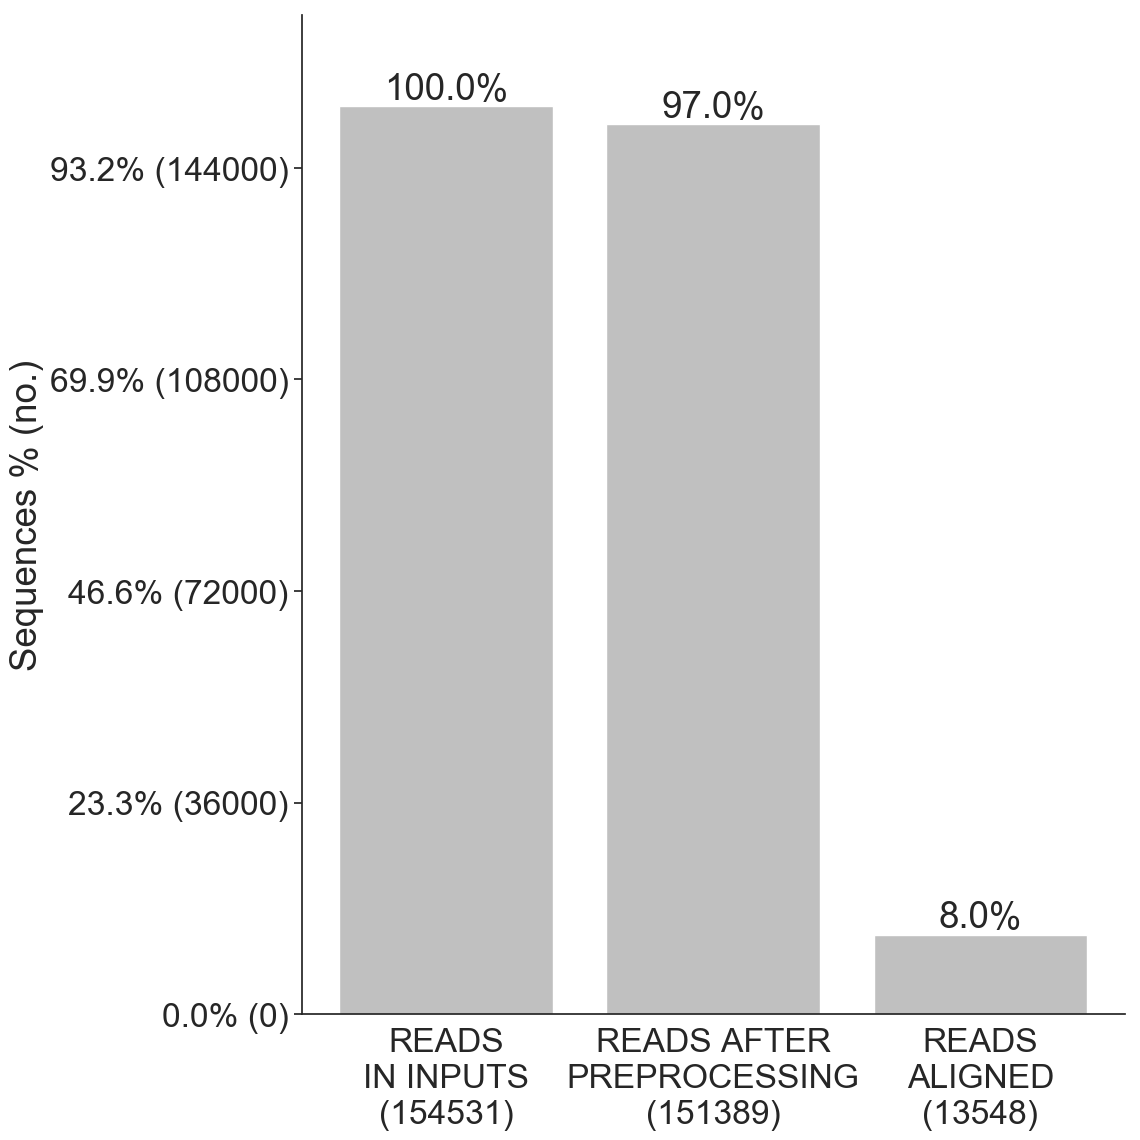 100.0%
97.0%
93.2% (144000)
69.9% (108000)
Sequences % (no.)
46.6% (72000)
23.3% (36000)
8.0%
0.0% (0)
READS
IN INPUTS
(154531)
READS AFTER
PREPROCESSING
(151389)
READS
ALIGNED
(13548)